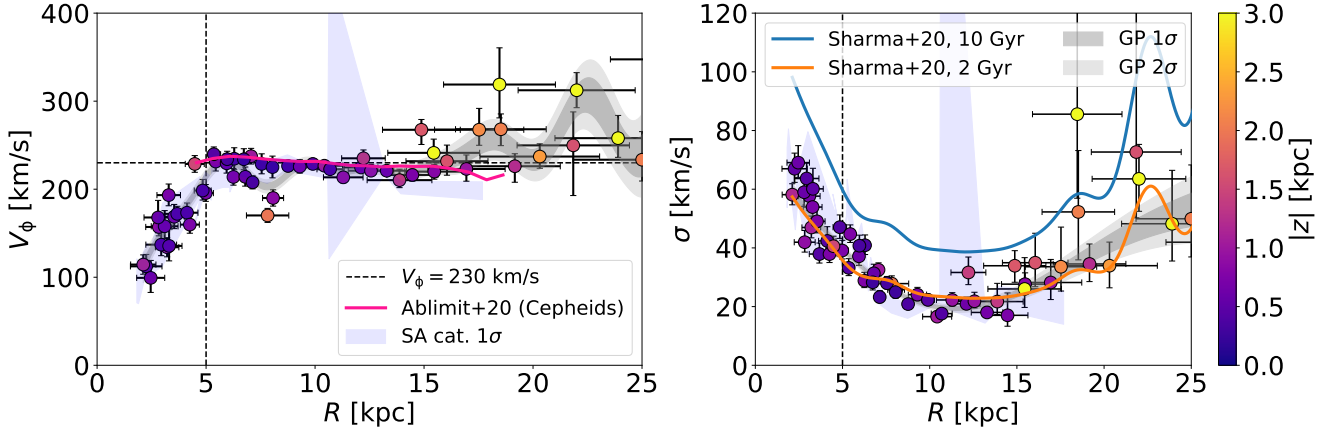 400
300
200
100
0
V_ϕ [km/s]
0 5 10 15 20 25
R [kpc]
V_ϕ = 230 km/s
Ablimit+20 (Cepheids)
SA cat. 1σ
120
100
80
60
40
20
0
σ [km/s]
0 5 10 15 20 25
R [kpc]
Sharma+20, 10 Gyr
Sharma+20, 2 Gyr
GP 1σ
GP 2σ
3.0
2.5
2.0
1.5
1.0
0.5
0.0
|z| [kpc]